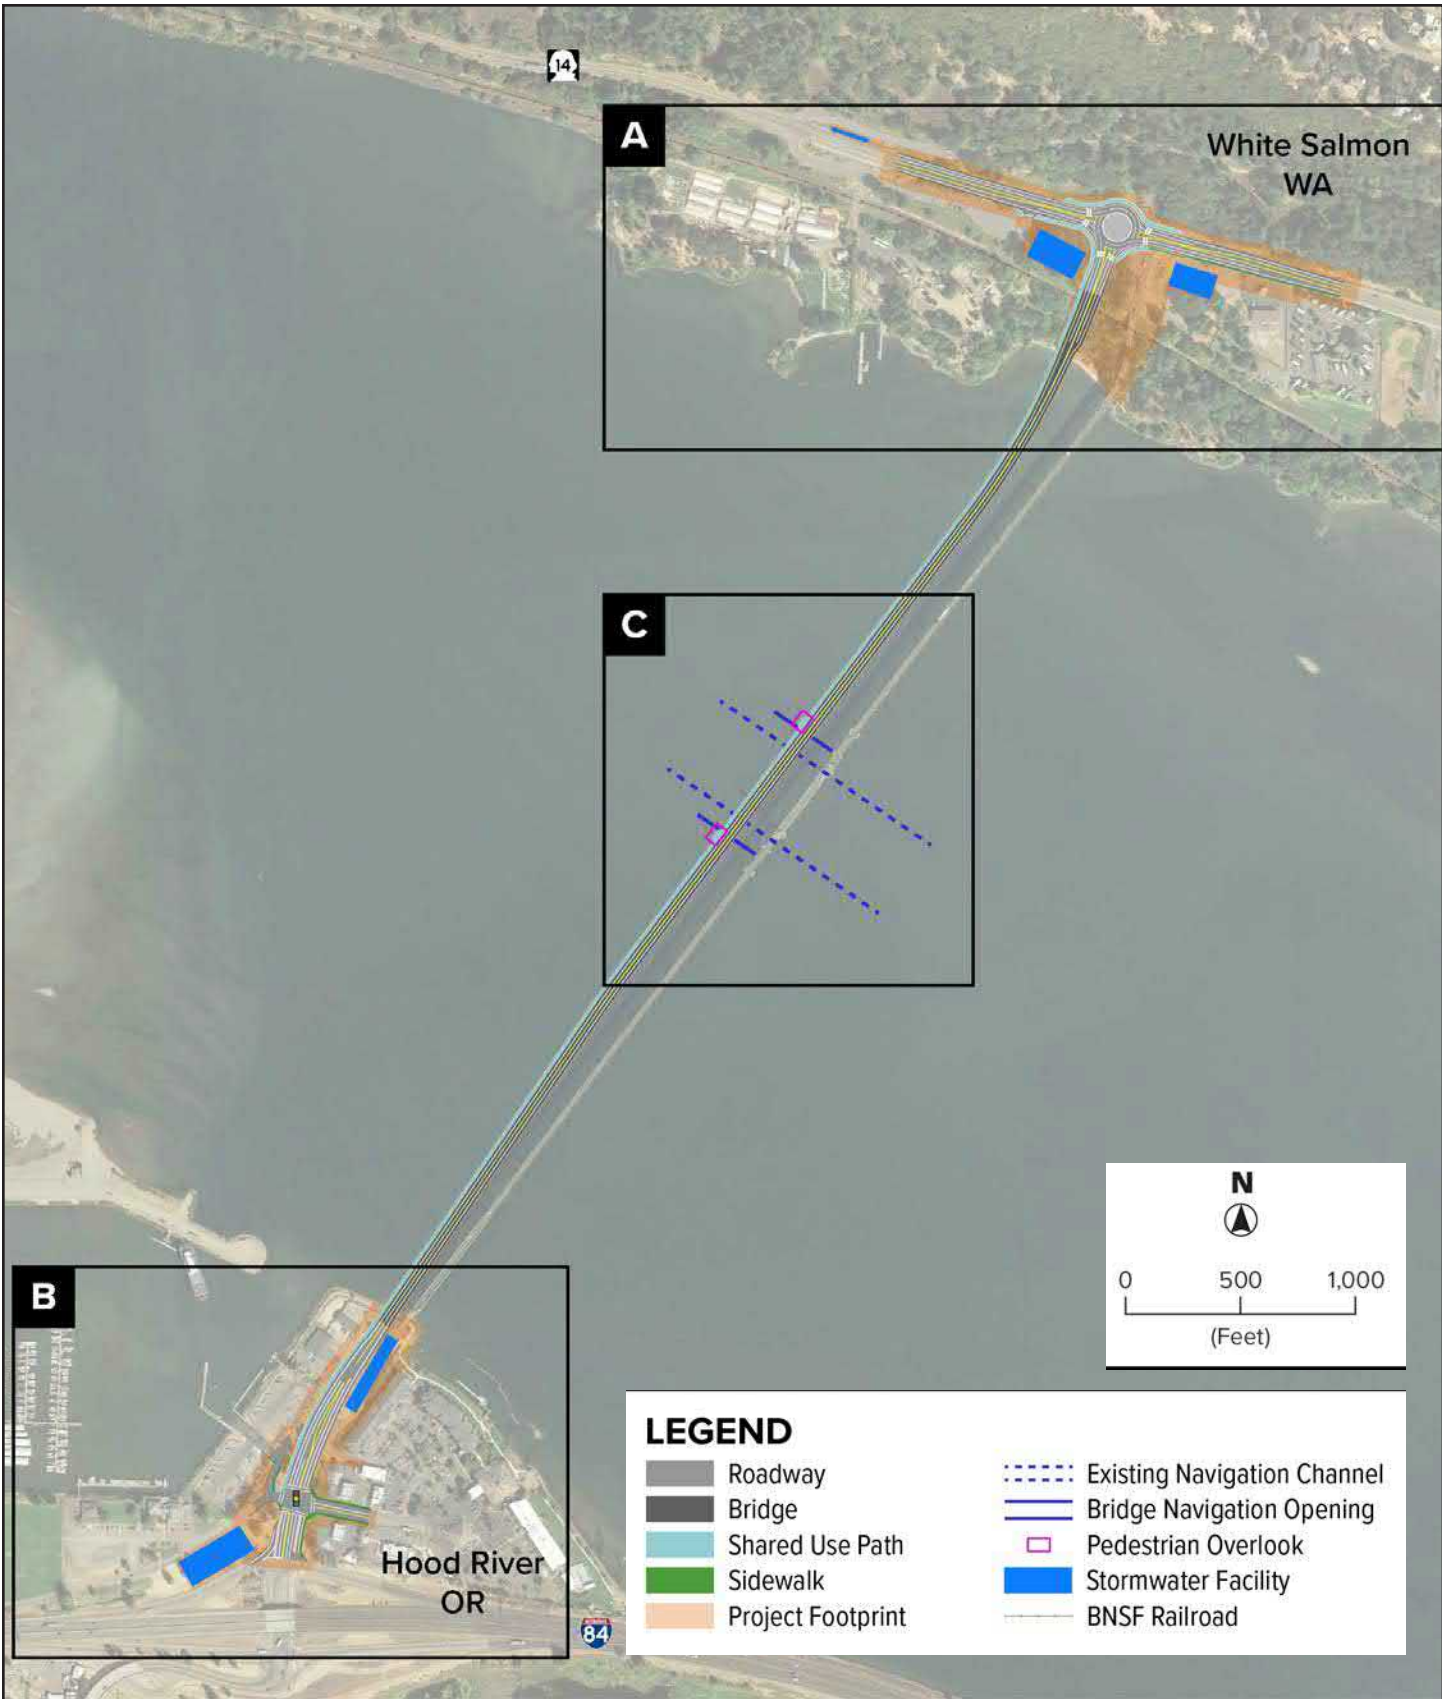 14
A
White Salmon
WA
C
N
0 500 1,000
(Feet)
B
Hood River
OR
84
LEGEND
Roadway
Bridge
Shared Use Path
Sidewalk
Project Footprint
Existing Navigation Channel
Bridge Navigation Opening
Pedestrian Overlook
Stormwater Facility
BNSF Railroad